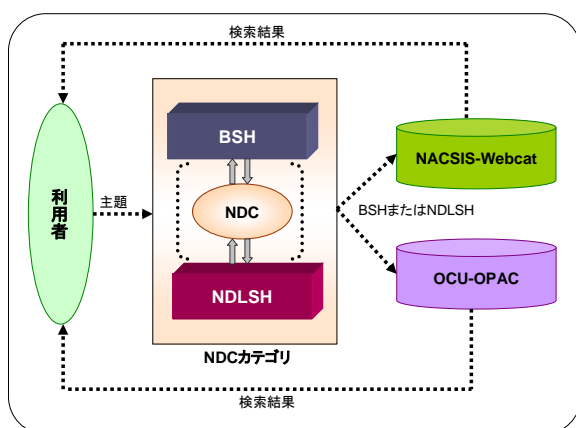 検索結果
BSH
NACSIS-Webcat
利用者
主題
NDC
BSHまたはNDLSH
NDLSH
OCU-OPAC
NDCカテゴリ
検索結果